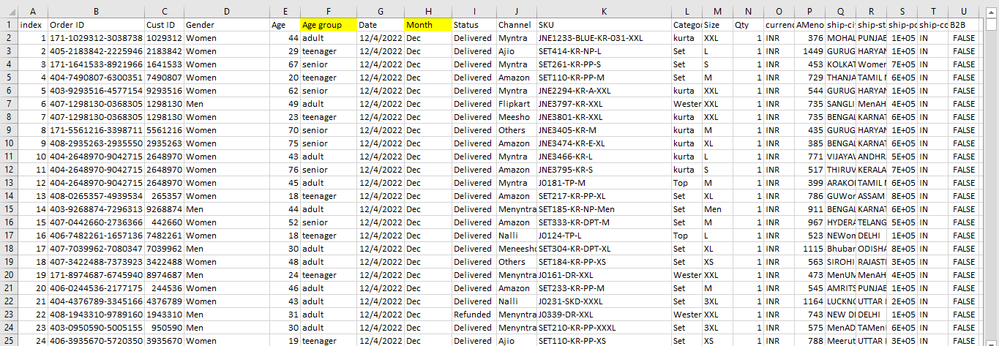 A B C D E F G H I J K L M N O P Q R S T U
1 index Order ID Cust ID Gender Age Age group Date Month Status Channel SKU Catego Size Qty currenc AMeno ship-cit ship-sta ship-po ship-co B2B
2 1 171-1029312-3038738 1029312 Women 44 adult 12/4/2022 Dec Delivered Myntra JNE1233-BLUE-KR-031-XXL kurta XXL 1 INR 376 MOHAL PUNJAB 1E+05 IN FALSE
3 2 405-2183842-2225946 2183842 Women 29 teenager 12/4/2022 Dec Delivered Ajio SET414-KR-NP-L Set L 1 INR 1449 GURUG HARYAN 1E+05 IN FALSE
4 3 171-1641533-8921966 1641533 Women 67 senior 12/4/2022 Dec Delivered Myntra SET261-KR-PP-S Set S 1 INR 453 KOLKAT Women 7E+05 IN FALSE
5 4 404-7490807-6300351 7490807 Women 20 teenager 12/4/2022 Dec Delivered Amazon SET110-KR-PP-M Set M 1 INR 729 THANJA TAMIL 6E+05 IN FALSE
6 5 403-9293516-4577154 9293516 Women 62 senior 12/4/2022 Dec Delivered Myntra JNE2294-KR-A-XXL kurta XXL 1 INR 544 GURUG HARYAN 1E+05 IN FALSE
7 6 407-1298130-0368305 1298130 Men 49 adult 12/4/2022 Dec Delivered Flipkart JNE3797-KR-XXL Wester XXL 1 INR 735 SANGLI MenAH 4E+05 IN FALSE
8 7 407-1298130-0368305 1298130 Women 23 teenager 12/4/2022 Dec Delivered Meesho JNE3801-KR-XXL kurta XXL 1 INR 735 BENGAL KARNAT 6E+05 IN FALSE
9 8 171-5561216-3398711 5561216 Women 70 senior 12/4/2022 Dec Delivered Others JNE3405-KR-M kurta M 1 INR 435 GURUG HARYAN 1E+05 IN FALSE
10 9 408-2935263-2935550 2935263 Women 75 senior 12/4/2022 Dec Delivered Amazon JNE3474-KR-E-XL kurta XL 1 INR 385 BENGAL KARNAT 6E+05 IN FALSE
11 10 404-2648970-9042715 2648970 Women 43 adult 12/4/2022 Dec Delivered Myntra JNE3466-KR-L kurta L 1 INR 771 VIJAYAV ANDHR 5E+05 IN FALSE
12 11 404-2648970-9042715 2648970 Women 76 senior 12/4/2022 Dec Delivered Amazon JNE3795-KR-S kurta S 1 INR 517 THIRUV KERALA 7E+05 IN FALSE
13 12 404-2648970-9042715 2648970 Women 45 adult 12/4/2022 Dec Delivered Myntra J0181-TP-M Top M 1 INR 399 ARAKO TAMIL 6E+05 IN FALSE
14 13 408-0265357-4939534 265357 Women 18 teenager 12/4/2022 Dec Delivered Amazon SET217-KR-PP-XL Set XL 1 INR 786 GUWor ASSAM 8E+05 IN FALSE
15 14 403-9268874-7296313 9268874 Men 44 adult 12/4/2022 Dec Delivered Menyntra SET185-KR-NP-Men Set Men 1 INR 911 BENGAL KARNAT 6E+05 IN FALSE
16 15 407-0442660-2736366 442660 Women 52 senior 12/4/2022 Dec Delivered Amazon SET333-KR-DPT-M Set M 1 INR 967 HYDERA TELANG 5E+05 IN FALSE
17 16 406-7482261-1657136 7482261 Women 18 teenager 12/4/2022 Dec Delivered Nalli J0124-TP-L Top L 1 INR 523 NEWon DELHI 1E+05 IN FALSE
18 17 407-7039962-7080347 7039962 Men 30 adult 12/4/2022 Dec Delivered Meneesho SET304-KR-DPT-XL Set XL 1 INR 1115 Bhubar ODISHA 8E+05 IN FALSE
19 18 407-3422488-7373923 3422488 Women 48 adult 12/4/2022 Dec Delivered Others SET184-KR-PP-XS Set XS 1 INR 563 SIROHI RAJASTI 3E+05 IN FALSE
20 19 171-8974687-6745940 8974687 Men 24 teenager 12/4/2022 Dec Delivered Menyntra J0161-DR-XXL Wester XXL 1 INR 473 MenUM MenAH 4E+05 IN FALSE
21 20 406-0244536-2177175 244536 Women 46 adult 12/4/2022 Dec Delivered Amazon SET233-KR-PP-M Set M 1 INR 545 AMRITS PUNJAB 1E+05 IN FALSE
22 21 404-4376789-3345166 4376789 Women 43 adult 12/4/2022 Dec Delivered Nalli J0231-SKD-XXXL Set 3XL 1 INR 1164 LUCKNO UTTAR 2E+05 IN FALSE
23 22 408-1943310-9789160 1943310 Men 31 adult 12/4/2022 Dec Refunded Menyntra J0339-DR-XXL Wester XXL 1 INR 743 NEW DI DELHI 1E+05 IN FALSE
24 23 403-0950590-5005155 950590 Men 30 adult 12/4/2022 Dec Delivered Menyntra SET210-KR-PP-XXXL Set 3XL 1 INR 575 MenAD TAMenI 6E+05 IN FALSE
25 24 406-3935670-5720350 3935670 Women 19 teenager 12/4/2022 Dec Delivered Ajio SET110-KR-PP-XS Set XS 1 INR 788 Meerut UTTAR 3E+05 IN FALSE